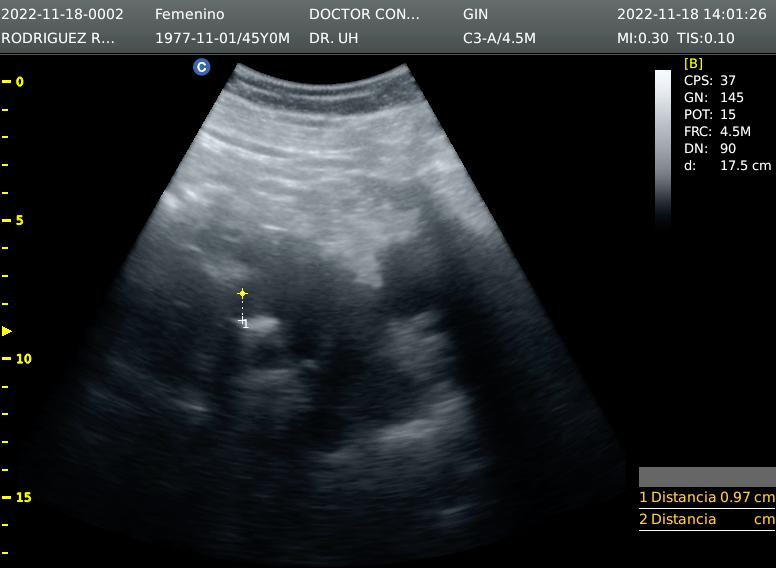 2022-11-18-0002 Femenino DOCTOR CON... GIN 2022-11-18 14:01:26
RODRIGUEZ R... 1977-11-01/45Y0M DR. UH C3-A/4.5M MI:0.30 TIS:0.10
C
[B]
CPS: 37
GN: 145
POT: 15
FRC: 4.5M
DN: 90
d: 17.5 cm
0
5
1
10
15
1 Distancia 0.97 cm
2 Distancia cm